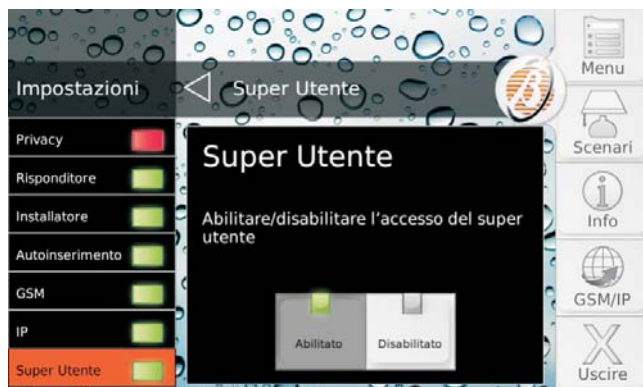 Impostazioni
Super Utente
Privacy
Risponditore
Installatore
Autoinserimento
GSM
IP
Super Utente
Super Utente
Abilitare/disabilitare l'accesso del super
utente
Abilitato
Disabilitato
Menu
Scenari
Info
GSM/IP
Uscire